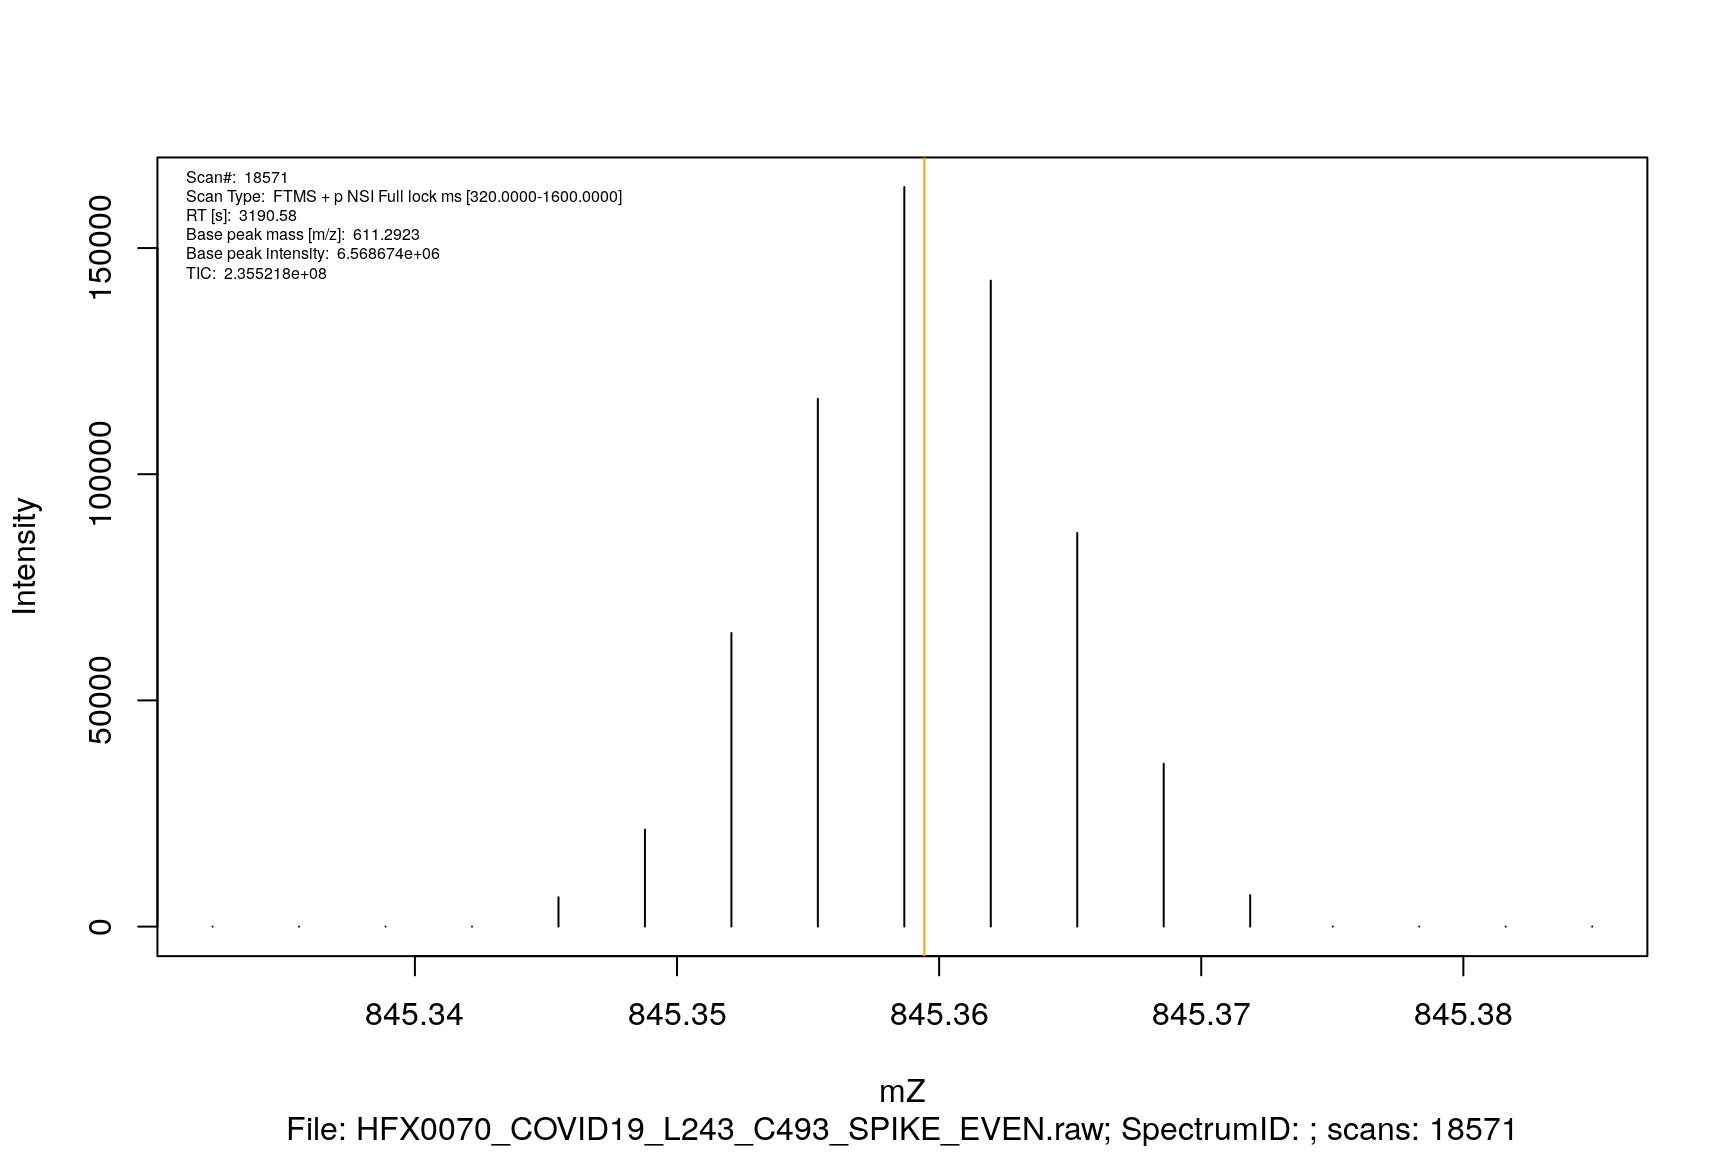 Scan#: 18571
Scan Type: FTMS + p NSI Full lock ms [320.0000-1600.0000]
RT [s]: 3190.58
Base peak mass [m/z]: 611.2923
Base peak intensity: 6.568674e+06
TIC: 2.355218e+08
150000
100000
50000
0
Intensity
845.34 845.35 845.36 845.37 845.38
mZ
File: HFX0070_COVID19_L243_C493_SPIKE_EVEN.raw; SpectrumID: ; scans: 18571